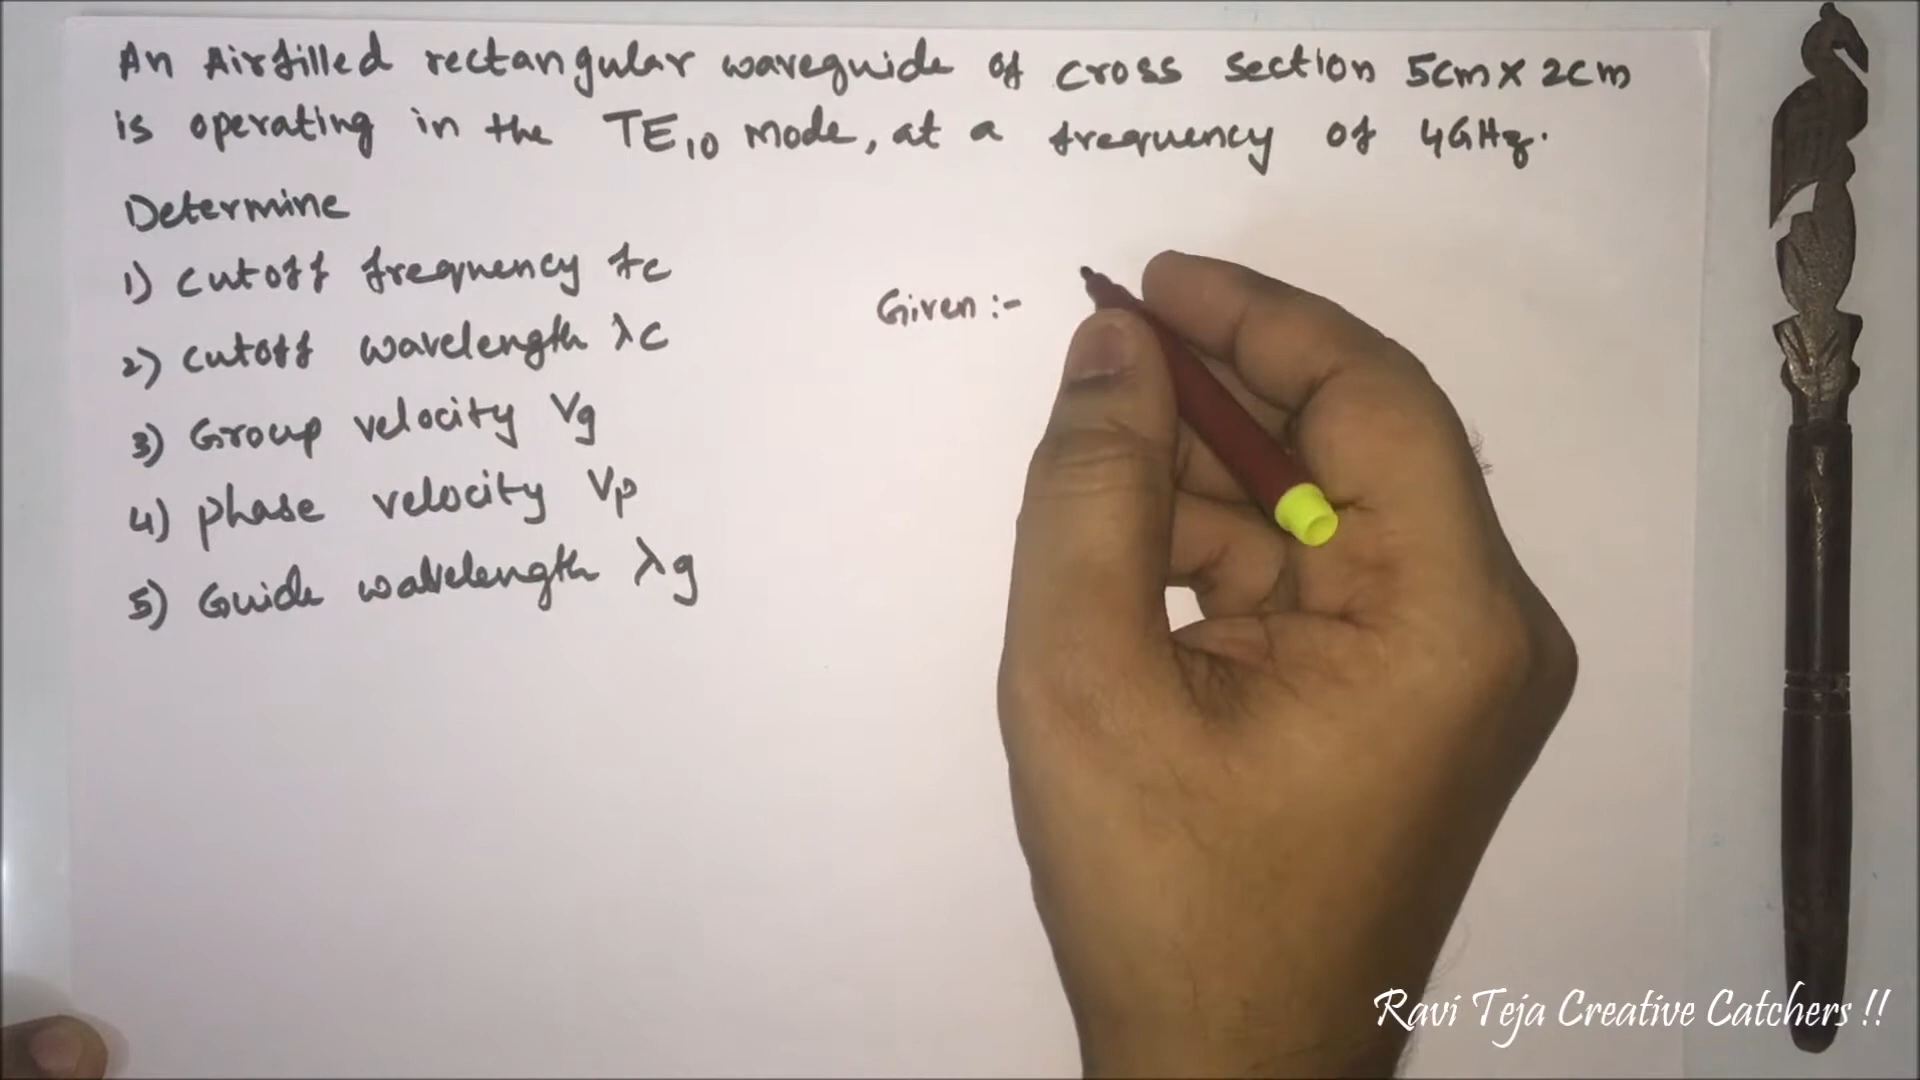 An Airfilled rectangular waveguide of cross section 5cm x 2cm
is operating in the TE10 mode, at a frequency of 4GHz.
Determine
1) cutoff frequency fc
2) cutoff wavelength λc
3) Group velocity Vg
4) phase velocity Vp
5) Guide wavelength λg
Given :-
Ravi Teja Creative Catchers !!